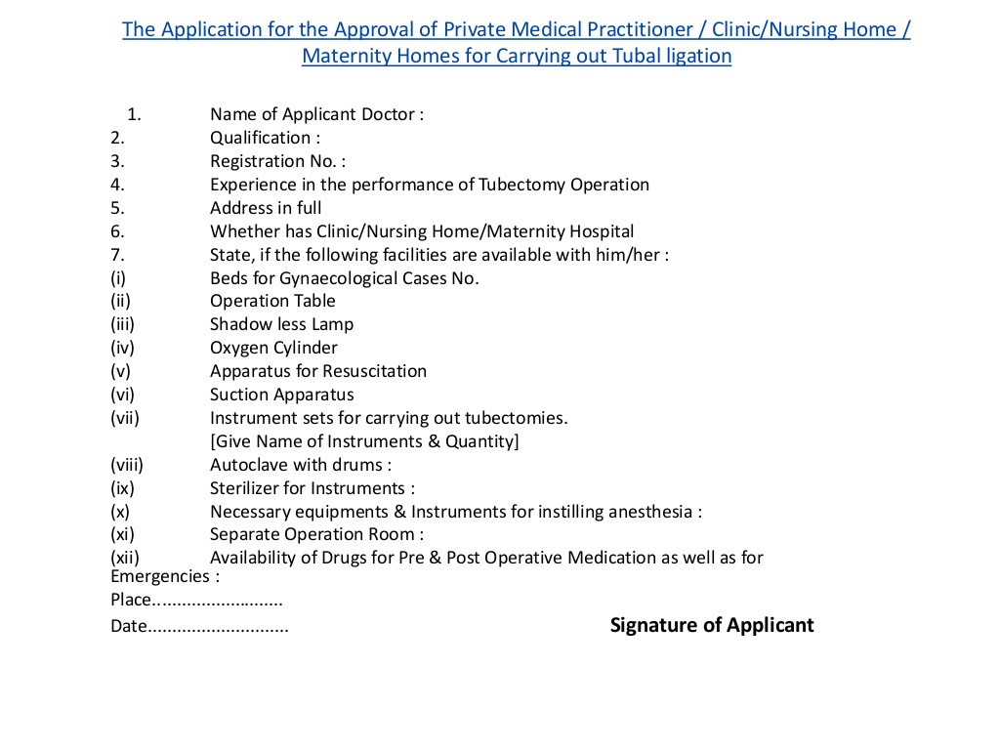 The Application for the Approval of Private Medical Practitioner / Clinic/Nursing Home /
Maternity Homes for Carrying out Tubal ligation
1. Name of Applicant Doctor :
2. Qualification :
3. Registration No. :
4. Experience in the performance of Tubectomy Operation
5. Address in full
6. Whether has Clinic/Nursing Home/Maternity Hospital
7. State, if the following facilities are available with him/her :
(i) Beds for Gynaecological Cases No.
(ii) Operation Table
(iii) Shadow less Lamp
(iv) Oxygen Cylinder
(v) Apparatus for Resuscitation
(vi) Suction Apparatus
(vii) Instrument sets for carrying out tubectomies.
[Give Name of Instruments & Quantity]
(viii) Autoclave with drums :
(ix) Sterilizer for Instruments :
(x) Necessary equipments & Instruments for instilling anesthesia :
(xi) Separate Operation Room :
(xii) Availability of Drugs for Pre & Post Operative Medication as well as for
Emergencies :
Place..........................
Date............................ Signature of Applicant